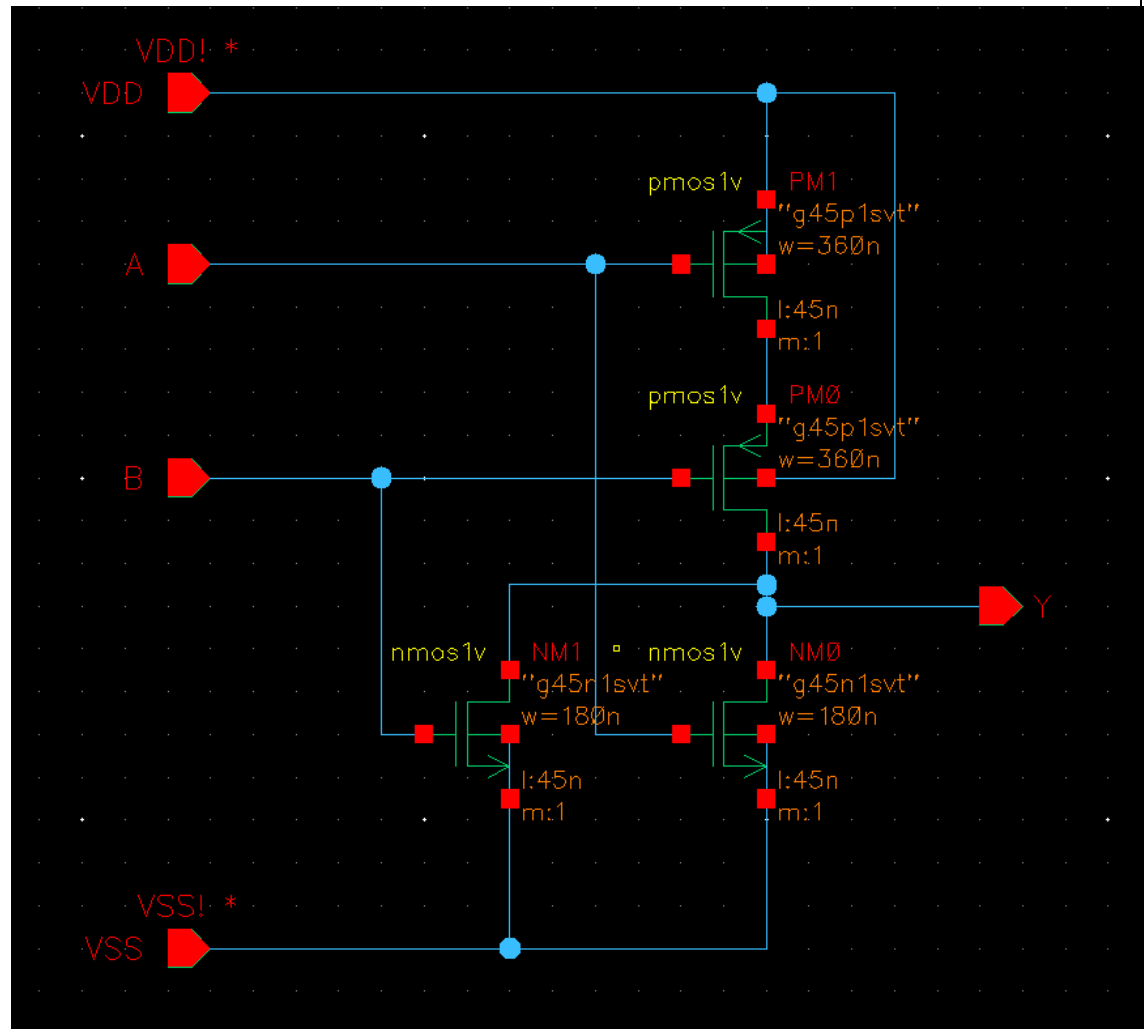 VDD! *
VDD
pmos1v PM1
"g45p1svt"
w=360n
A
l:45n
m:1
pmos1v PM0
"g45p1svt"
w=360n
B
l:45n
m:1
Y
nmos1v NM1
"g45n1svt"
w=180n
l:45n
m:1
nmos1v NM0
"g45n1svt"
w=180n
l:45n
m:1
VSS! *
VSS